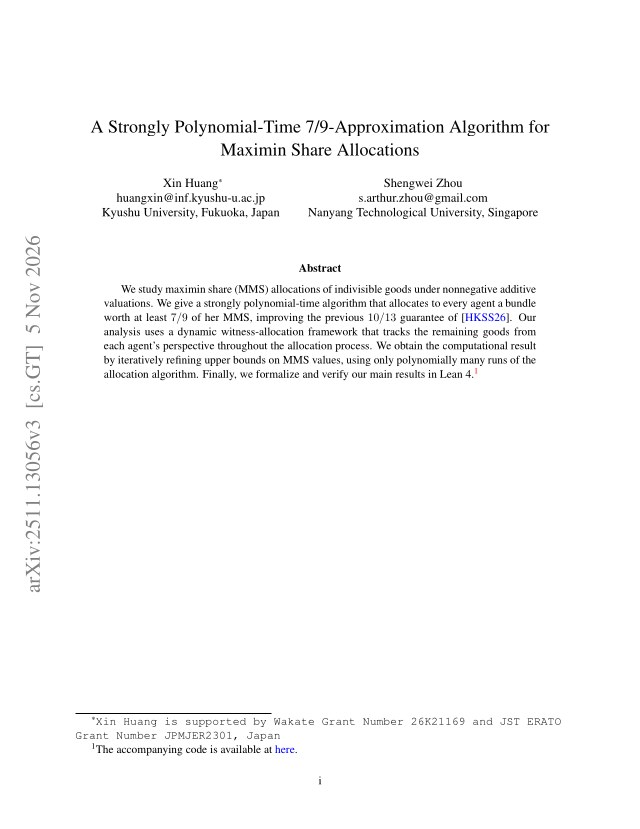 A Strongly Polynomial-Time 7/9-Approximation Algorithm for
Maximin Share Allocations
Xin Huang*
huangxin@inf.kyushu-u.ac.jp
Kyushu University, Fukuoka, Japan
Shengwei Zhou
s.arthur.zhou@gmail.com
Nanyang Technological University, Singapore
Abstract
We study maximin share (MMS) allocations of indivisible goods under nonnegative additive
valuations. We give a strongly polynomial-time algorithm that allocates to every agent a bundle
worth at least 7/9 of her MMS, improving the previous 10/13 guarantee of [HKSS26]. Our
analysis uses a dynamic witness-allocation framework that tracks the remaining goods from
each agent's perspective throughout the allocation process. We obtain the computational result
by iteratively refining upper bounds on MMS values, using only polynomially many runs of the
allocation algorithm. Finally, we formalize and verify our main results in Lean 4.1
arXiv:2511.13056v3 [cs.GT] 5 Nov 2026
*Xin Huang is supported by Wakate Grant Number 26K21169 and JST ERATO
Grant Number JPMJER2301, Japan
1The accompanying code is available at here.
i